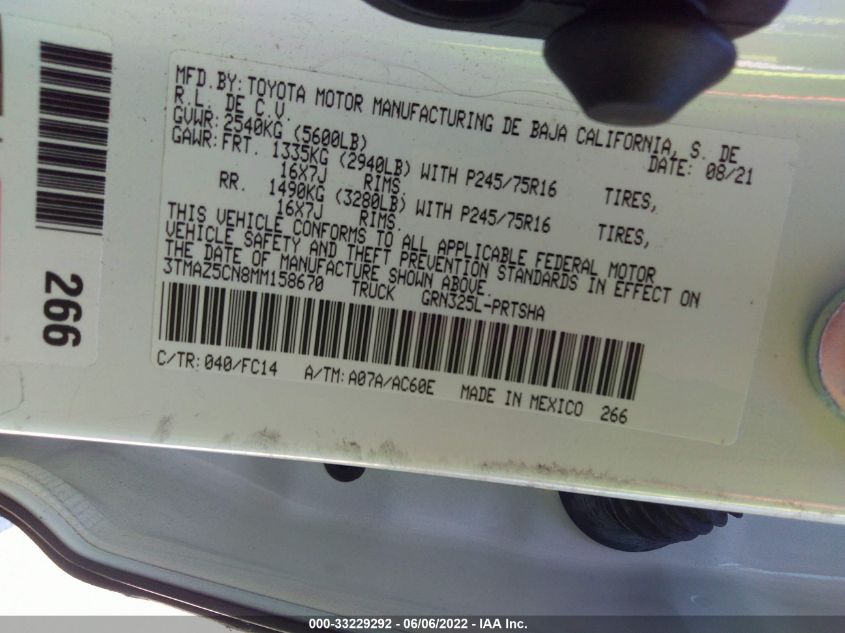 MFD. BY: TOYOTA MOTOR MANUFACTURING DE BAJA CALIFORNIA, S. DE
R.L. DE C.V. DATE: 08/21
GVWR: 2540KG (5600LB)
GAWR: FRT. 1335KG (2940LB) WITH P245/75R16 TIRES,
16X7J RIMS.
RR. 1490KG (3280LB) WITH P245/75R16 TIRES,
16X7J RIMS.
THIS VEHICLE CONFORMS TO ALL APPLICABLE FEDERAL MOTOR
VEHICLE SAFETY AND THEFT PREVENTION STANDARDS IN EFFECT ON
THE DATE OF MANUFACTURE SHOWN ABOVE.
3TMAZ5CN8MM158670 TRUCK GRN325L-PRTSHA
C/TR: 040/FC14 A/TM: A07A/AC60E MADE IN MEXICO 266
266
000-33229292 - 06/06/2022 - IAA Inc.